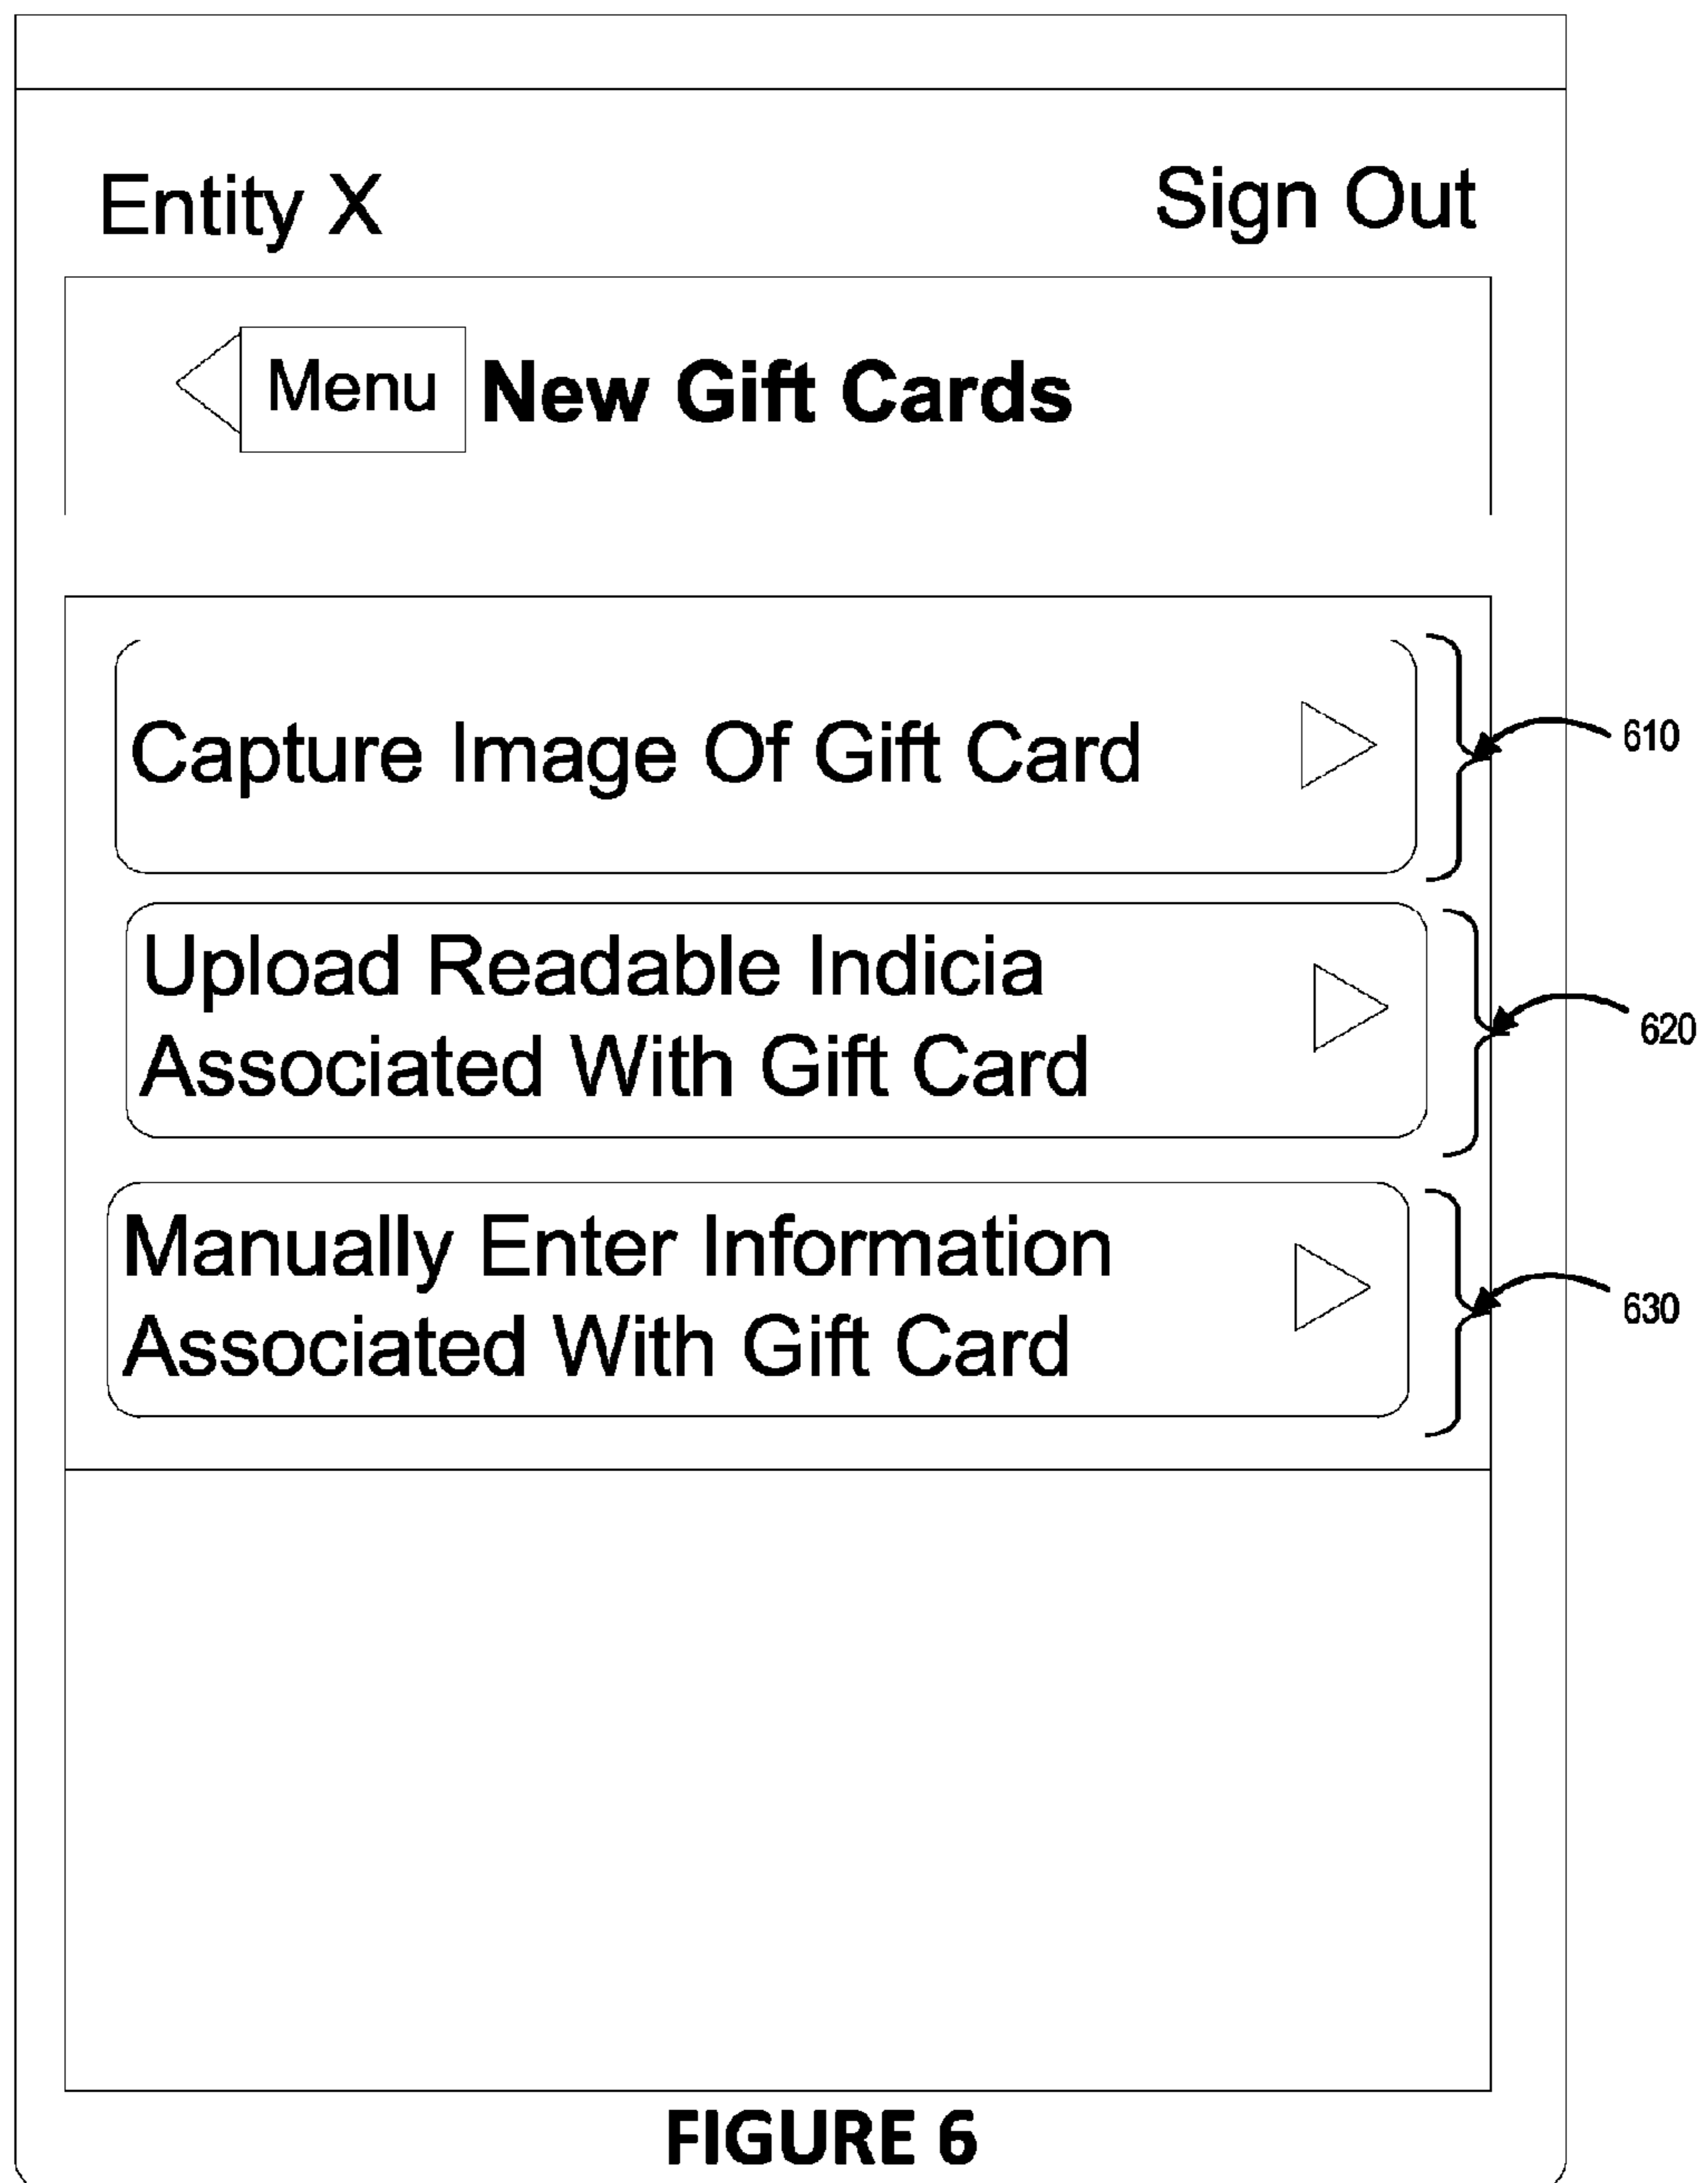 Entity X
Sign Out
Menu
New Gift Cards
Capture Image Of Gift Card
610
Upload Readable Indicia
Associated With Gift Card
620
Manually Enter Information
Associated With Gift Card
630
FIGURE 6